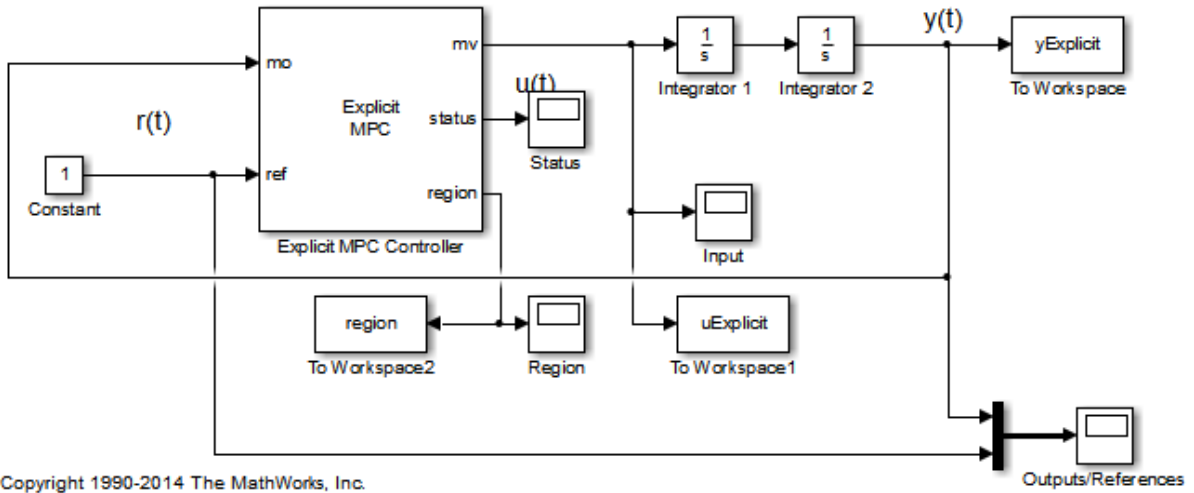 y(t)
mv
1
s
1
s
yExplicit
mo
Integrator 1
Integrator 2
To Workspace
u(t)
r(t)
Explicit
MPC
status
Status
1
ref
Constant
region
Explicit MPC Controller
Input
region
uExplicit
To Workspace2
Region
To Workspace1
Outputs/References
Copyright 1990-2014 The MathWorks, Inc.